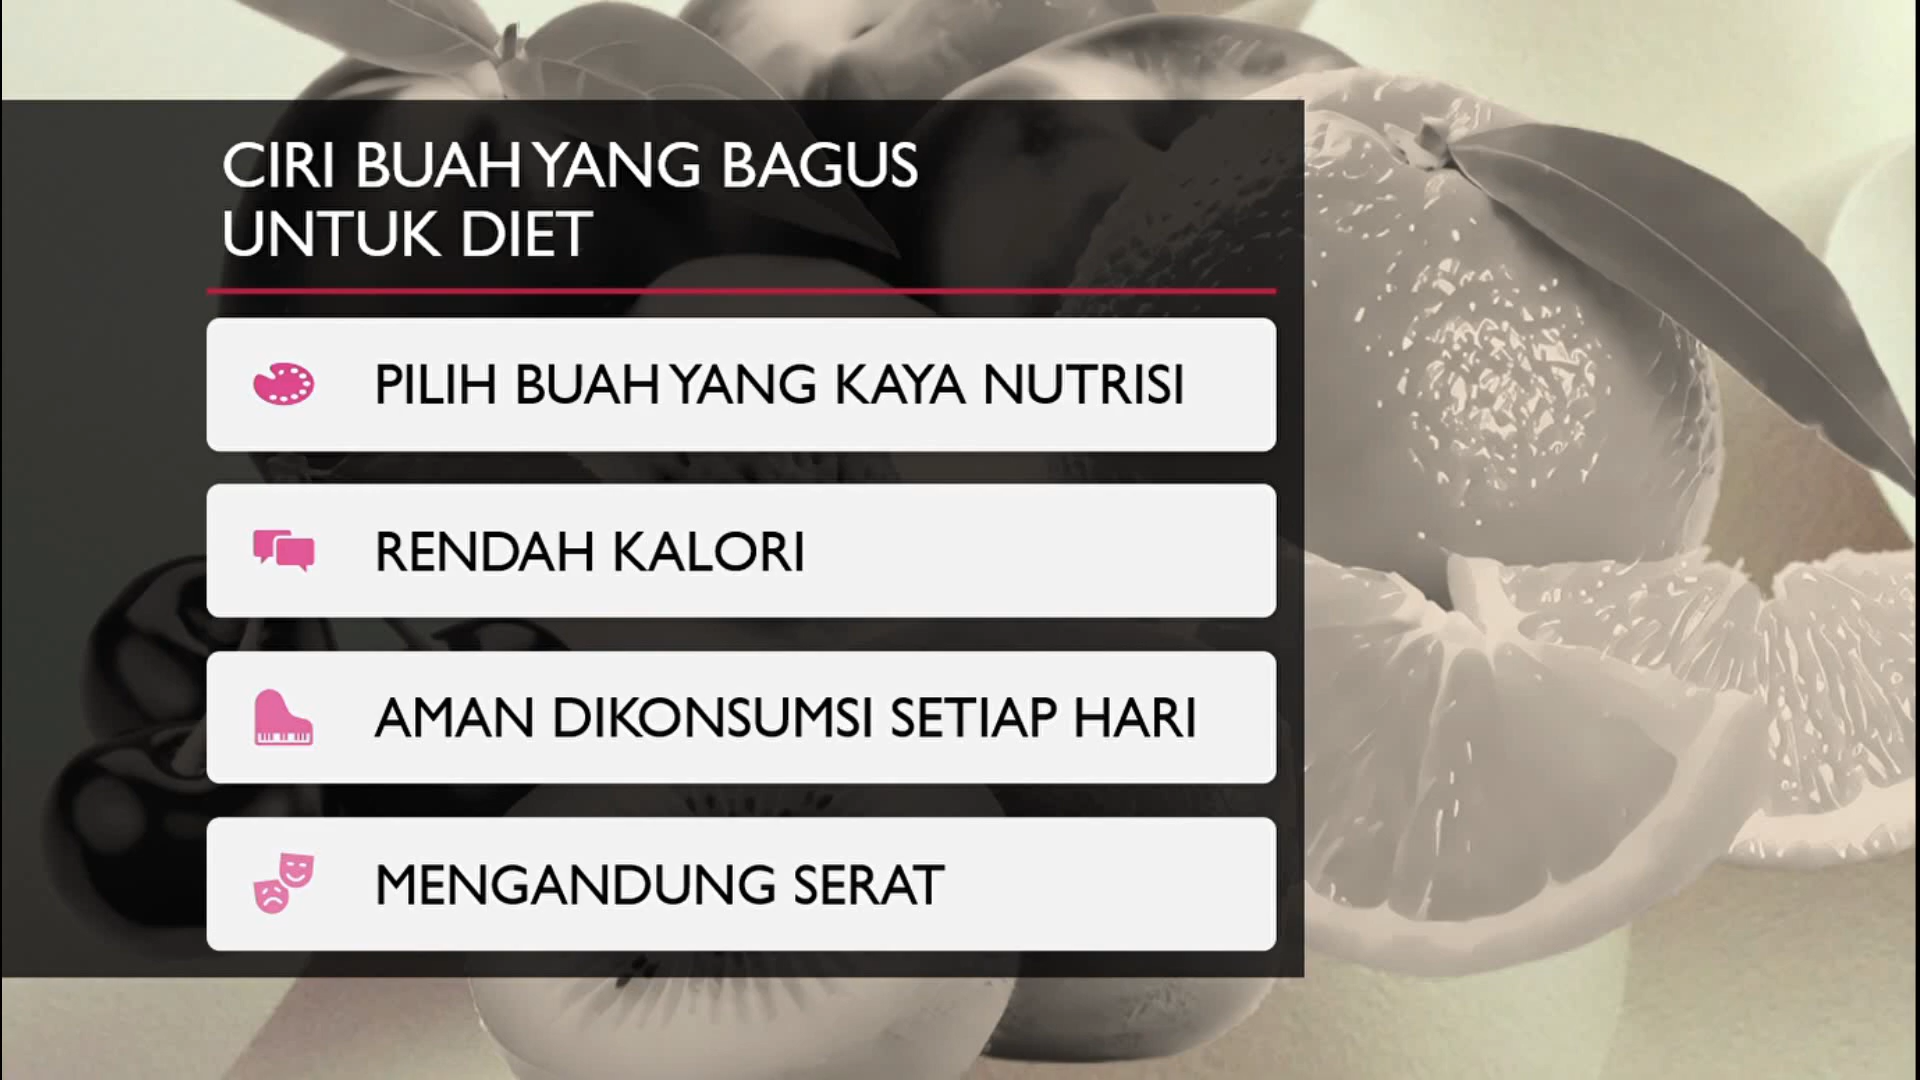 CIRI BUAH YANG BAGUS
UNTUK DIET
PILIH BUAH YANG KAYA NUTRISI
RENDAH KALORI
AMAN DIKONSUMSI SETIAP HARI
MENGANDUNG SERAT